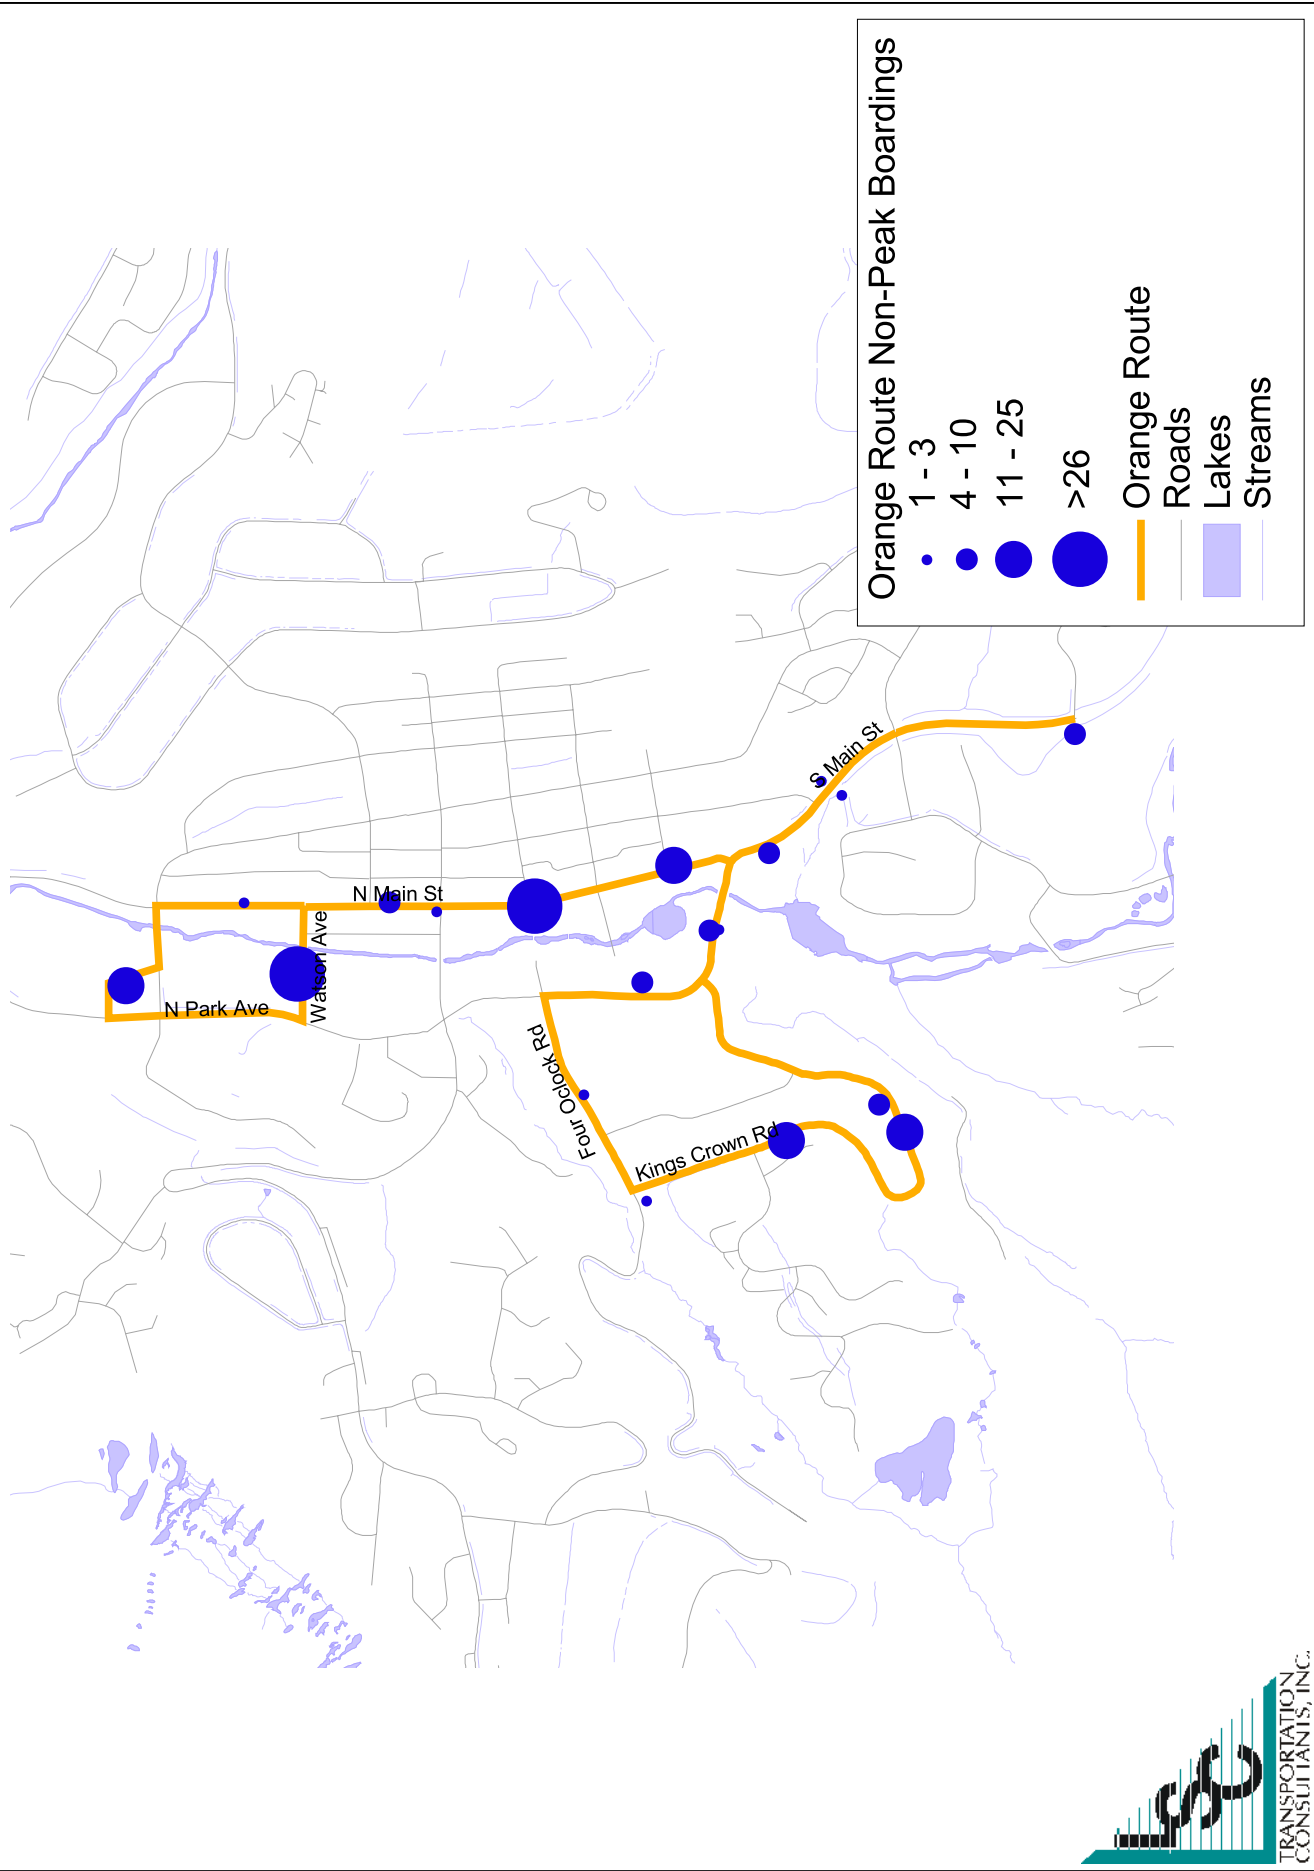 Orange Route Non-Peak Boardings
1 - 3
4 - 10
11 - 25
>26
Orange Route
Roads
Lakes
Streams
N Main St
S Main St
Watson Ave
N Park Ave
Four Oclock Rd
Kings Crown Rd
LSC
TRANSPORTATION
CONSULTANTS, INC.